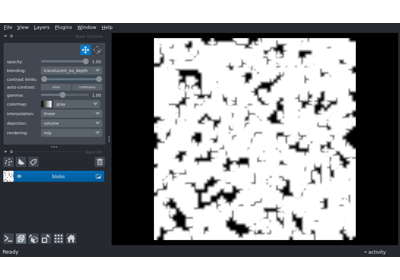 File View Layers Plugins Window Help
opacity: 1.00
blending: translucent_no_depth
contrast limits:
auto-contrast: once continuous
gamma: 1.00
colormap: gray
interpolation: linear
depiction: volume
rendering: mip
blobs
Ready activity